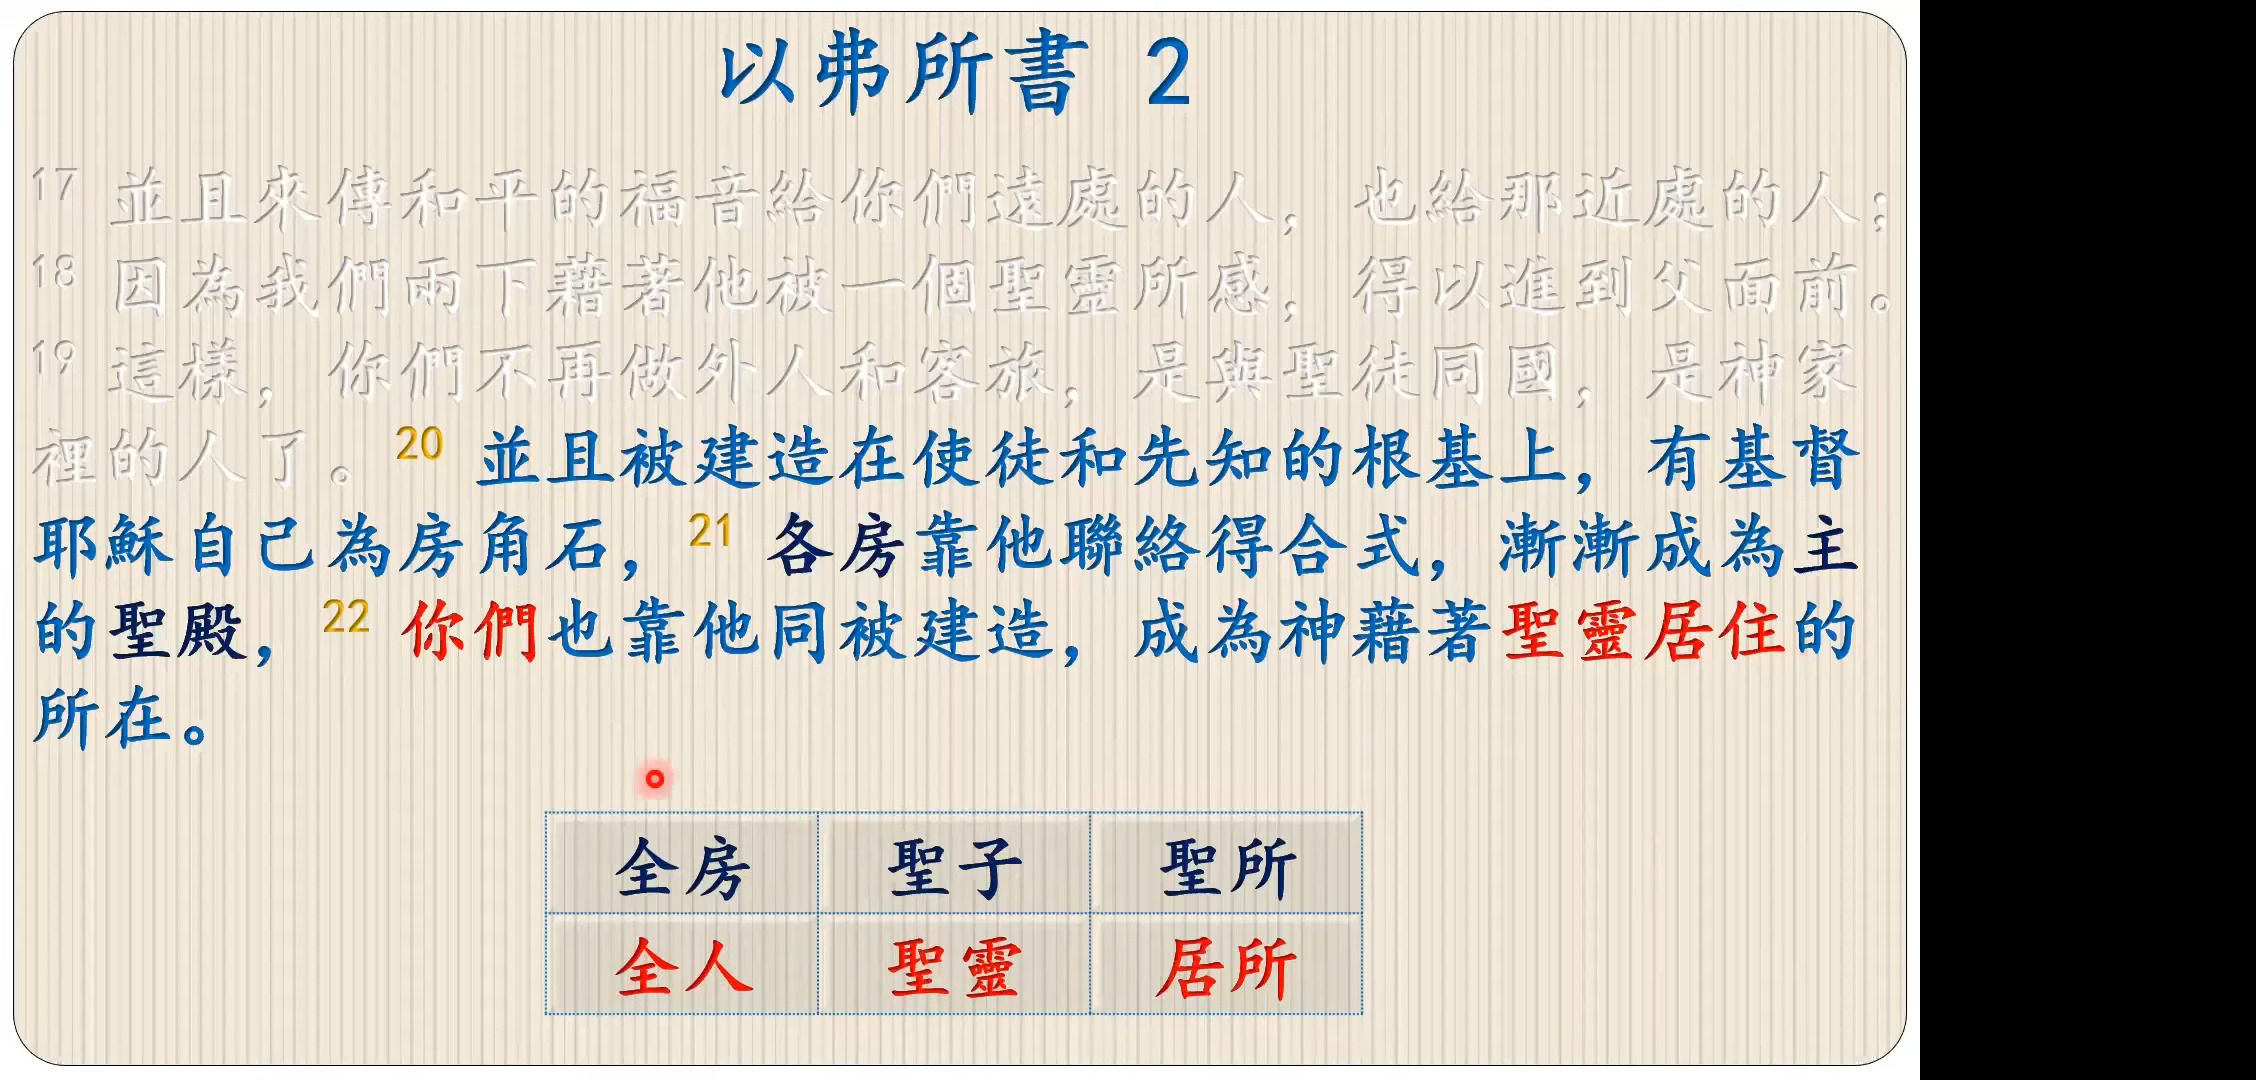 以弗所書 2
17 並且來傳和平的福音給你們遠處的人，也給那近處的人；
18 因為我們兩下藉著他被一個聖靈所感，得以進到父面前。
19 這樣，你們不再做外人和客旅，是與聖徒同國，是神家
裡的人了。20 並且被建造在使徒和先知的根基上，有基督
耶穌自己為房角石，21 各房靠他聯絡得合式，漸漸成為主
的聖殿，22 你們也靠他同被建造，成為神藉著聖靈居住的
所在。
全房 聖子 聖所
全人 聖靈 居所